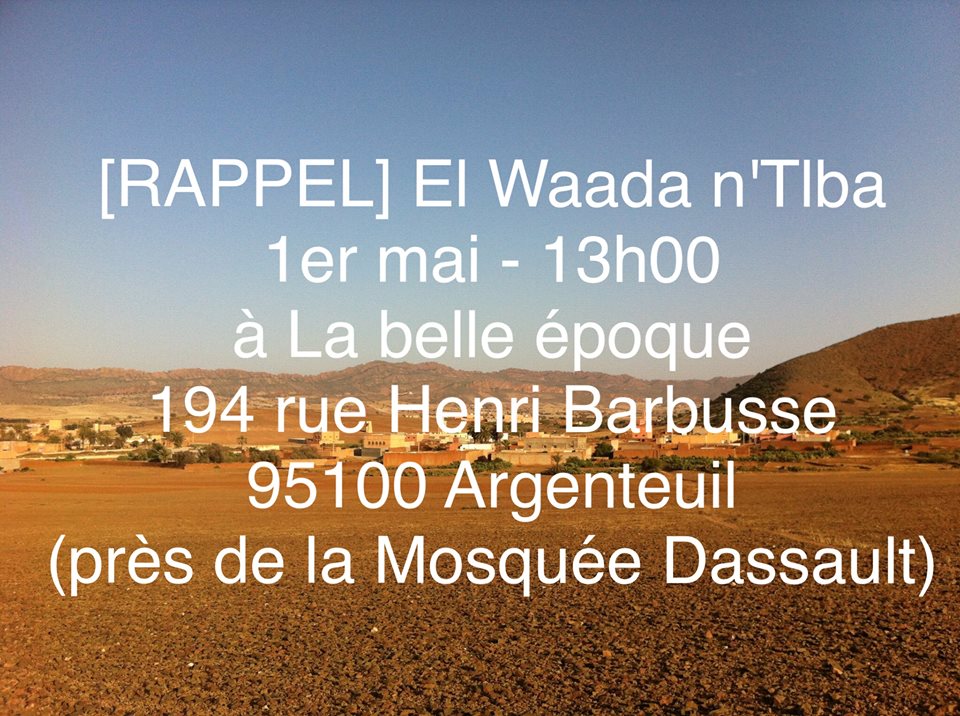 [RAPPEL] El Waada n'Tlba
1er mai - 13h00
à La belle époque
194 rue Henri Barbusse
95100 Argenteuil
(près de la Mosquée Dassault)